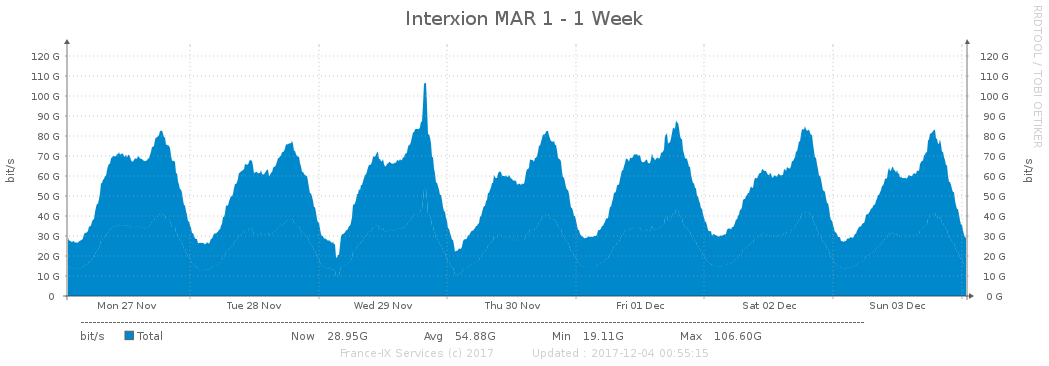 Interxion MAR 1 - 1 Week
RRDTOOL / TOBI OETIKER
bit/s
120 G
110 G
100 G
90 G
80 G
70 G
60 G
50 G
40 G
30 G
20 G
10 G
0
120 G
110 G
100 G
90 G
80 G
70 G
60 G
50 G
40 G
30 G
20 G
10 G
0 G
bit/s
Mon 27 Nov Tue 28 Nov Wed 29 Nov Thu 30 Nov Fri 01 Dec Sat 02 Dec Sun 03 Dec
bit/s Total Now 28.95G Avg 54.88G Min 19.11G Max 106.60G
France-IX Services (c) 2017 Updated : 2017-12-04 00:55:15